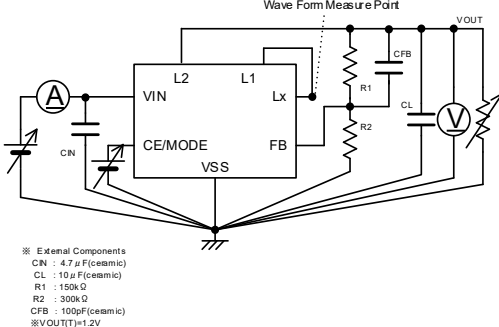 Wave Form Measure Point
VOUT
L2
L1
CFB
R1
A
VIN
Lx
CL
V
CIN
CE/MODE
FB
R2
VSS
※ External Components
CIN : 4.7μF(ceramic)
CL : 10μF(ceramic)
R1 : 150kΩ
R2 : 300kΩ
CFB : 100pF(ceramic)
※VOUT(T)=1.2V